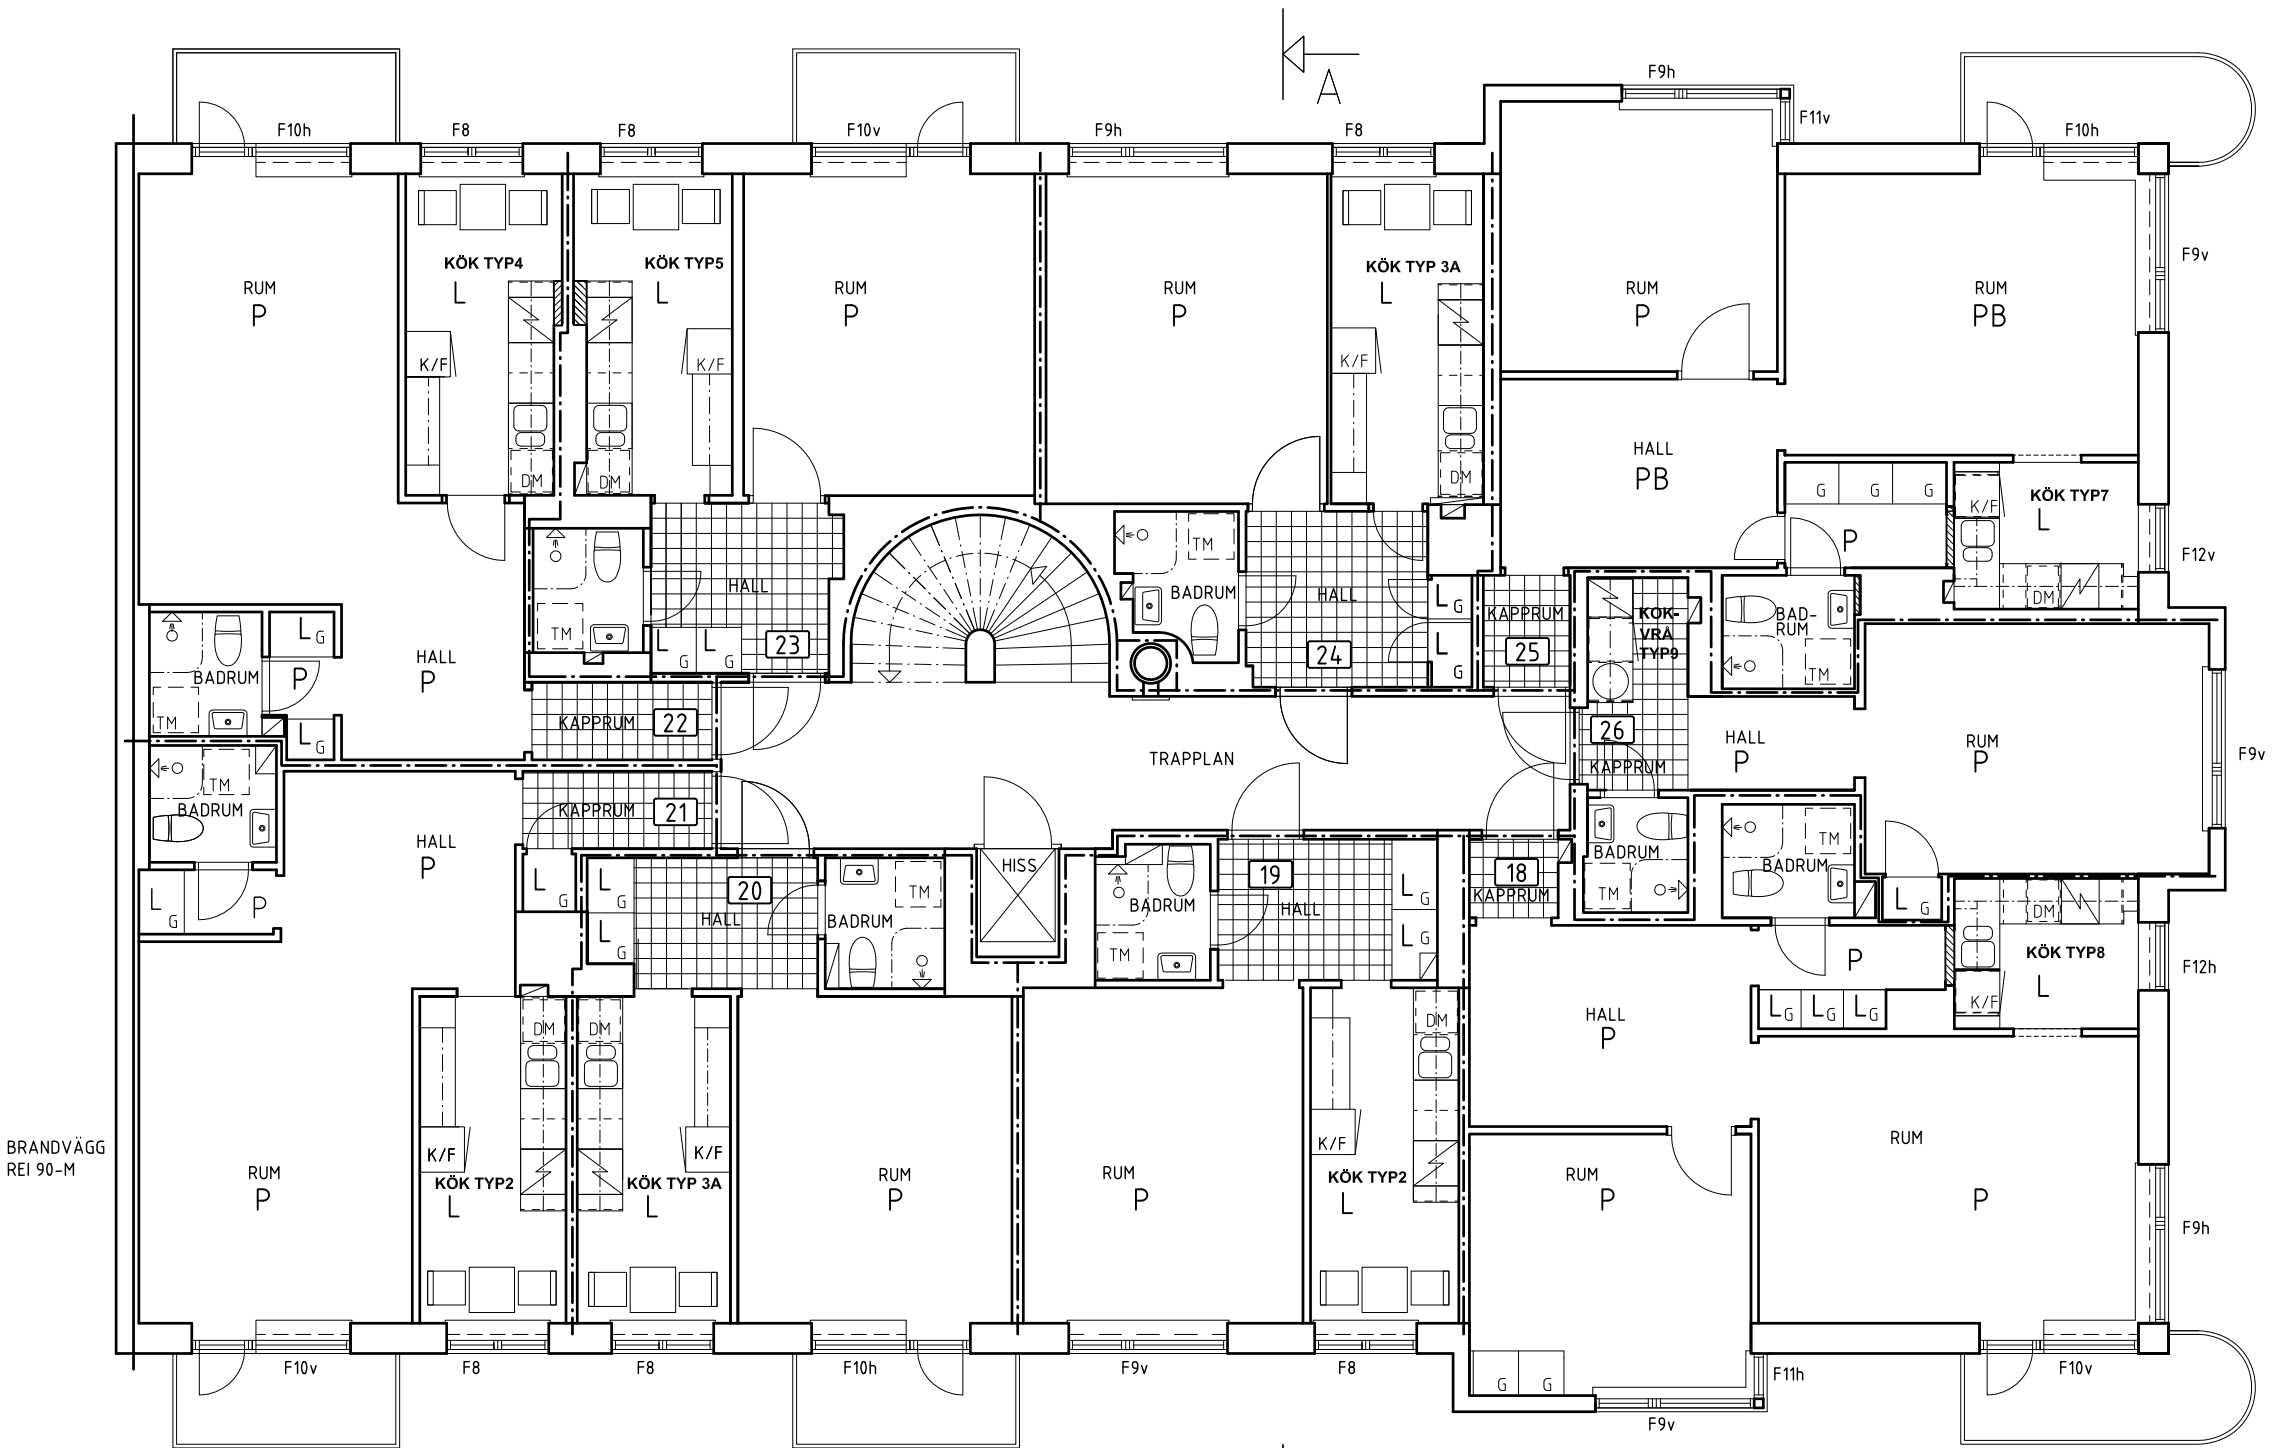 A
F9h
F11v
F10h
F8
F8
F10v
F9h
F8
F10h
KÖK TYP4
L
KÖK TYP5
L
KÖK TYP 3A
L
F9v
RUM
P
RUM
P
RUM
P
RUM
P
RUM
PB
K/F
K/F
K/F
HALL
PB
DM
DM
DM
G
G
G
K/F
KÖK TYP7
L
P
F12v
TM
HALL
23
L
G
L
G
TM
BADRUM
HALL
24
L
G
L
G
KAPPRUM
25
KOK-
VRÅ
TYP9
BAD-
RUM
TM
DM
L
G
HALL
P
BADRUM
P
TM
L
G
KAPPRUM
22
26
HALL
P
RUM
P
F9v
TRAPPLAN
KAPPRUM
TM
BADRUM
KAPPRUM
21
HALL
P
L
G
P
L
G
L
G
L
G
20
HALL
TM
BADRUM
HISS
BADRUM
TM
19
HALL
L
G
L
G
18
KAPPRUM
BADRUM
TM
TM
BADRUM
L
G
DM
KÖK TYP8
L
F12h
P
K/F
L
G
L
G
L
G
HALL
P
DM
DM
DM
BRANDVÄGG
REI 90-M
K/F
K/F
K/F
RUM
RUM
P
KÖK TYP2
L
KÖK TYP 3A
L
RUM
P
RUM
P
KÖK TYP2
L
RUM
P
P
F9h
G
G
F10v
F8
F8
F10h
F9v
F8
F11h
F10v
F9v